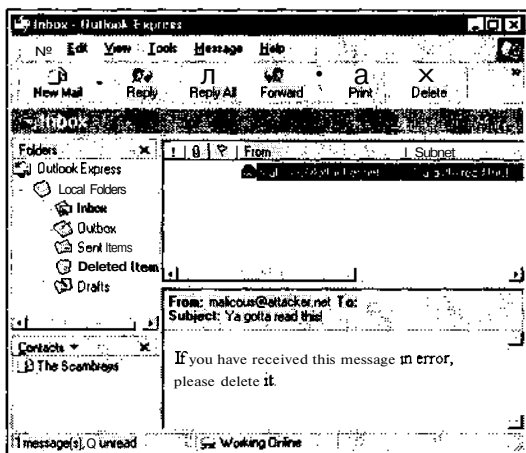 Inbox - Outlook Express
№ Edit View Tools Message Help
New Mail Reply Л Reply All Forward a Print Delete »
Inbox
Folders ×
! From Subnet
Outlook Express
Local Folders
Inbox
Outbox
Sent Items
Deleted Item
Drafts
From: malicous@attacker.net To:
Subject: Ya gotta read this!
Contacts ×
The Scambrays
If you have received this message in error,
please delete it.
1 message(s), 0 unread Working Online